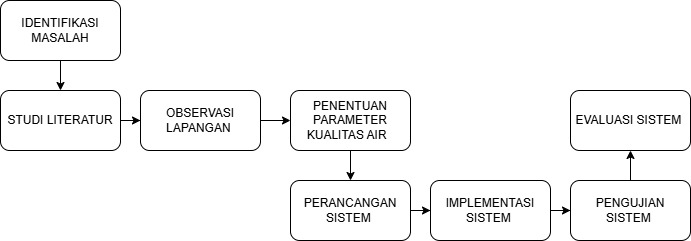 IDENTIFIKASI
MASALAH
STUDI LITERATUR
OBSERVASI
LAPANGAN
PENENTUAN
PARAMETER
KUALITAS AIR
PERANCANGAN
SISTEM
IMPLEMENTASI
SISTEM
PENGUJIAN
SISTEM
EVALUASI SISTEM